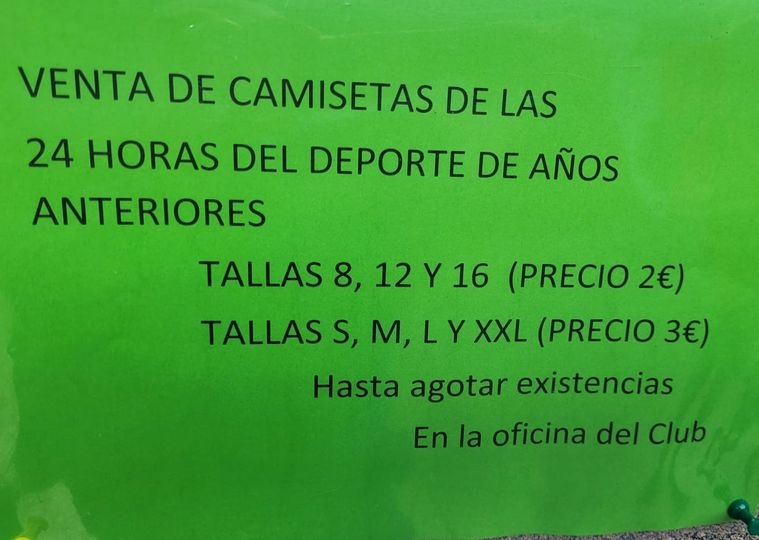 VENTA DE CAMISETAS DE LAS
24 HORAS DEL DEPORTE DE AÑOS
ANTERIORES
TALLAS 8, 12 Y 16 (PRECIO 2€)
TALLAS S, M, L Y XXL (PRECIO 3€)
Hasta agotar existencias
En la oficina del Club